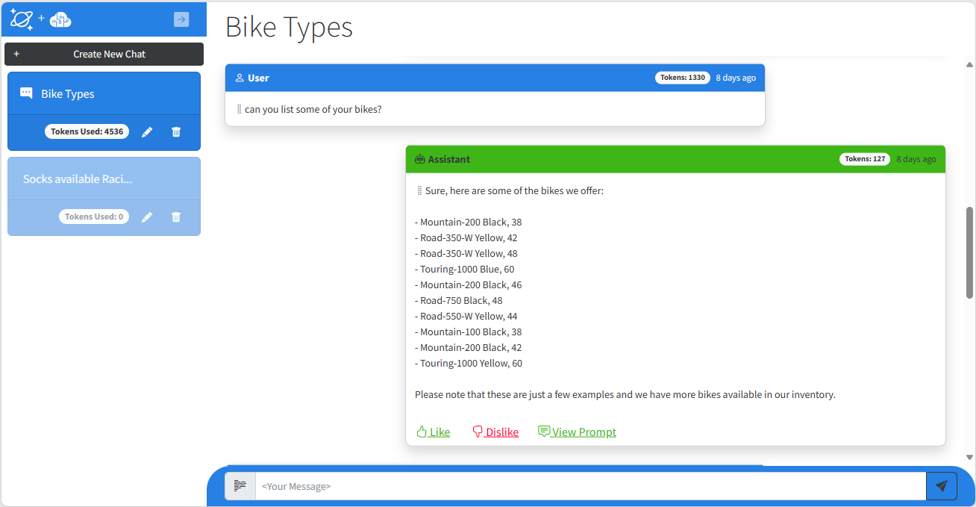 +
+ Create New Chat
Bike Types
Tokens Used: 4536
Socks available Raci...
Tokens Used: 0
Bike Types
User Tokens: 1330 8 days ago
can you list some of your bikes?
Assistant Tokens: 127 8 days ago
Sure, here are some of the bikes we offer:
- Mountain-200 Black, 38
- Road-350-W Yellow, 42
- Road-350-W Yellow, 48
- Touring-1000 Blue, 60
- Mountain-200 Black, 46
- Road-750 Black, 48
- Road-550-W Yellow, 44
- Mountain-100 Black, 38
- Mountain-200 Black, 42
- Touring-1000 Yellow, 60
Please note that these are just a few examples and we have more bikes available in our inventory.
Like Dislike View Prompt
<Your Message>